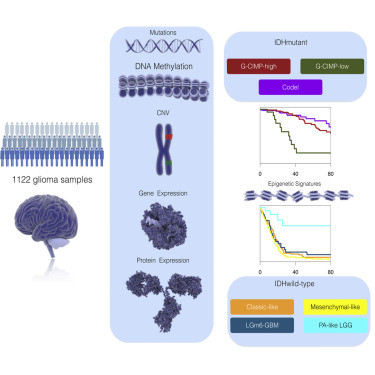 1122 glioma samples
Mutations
DNA Methylation
CNV
Gene Expression
Protein Expression
IDHmutant
G-CIMP-high
G-CIMP-low
Codel
0 40 80
Epigenetic Signatures
0 40 80
IDHwild-type
Classic-like
Mesenchymal-like
LGm6-GBM
PA-like LGG